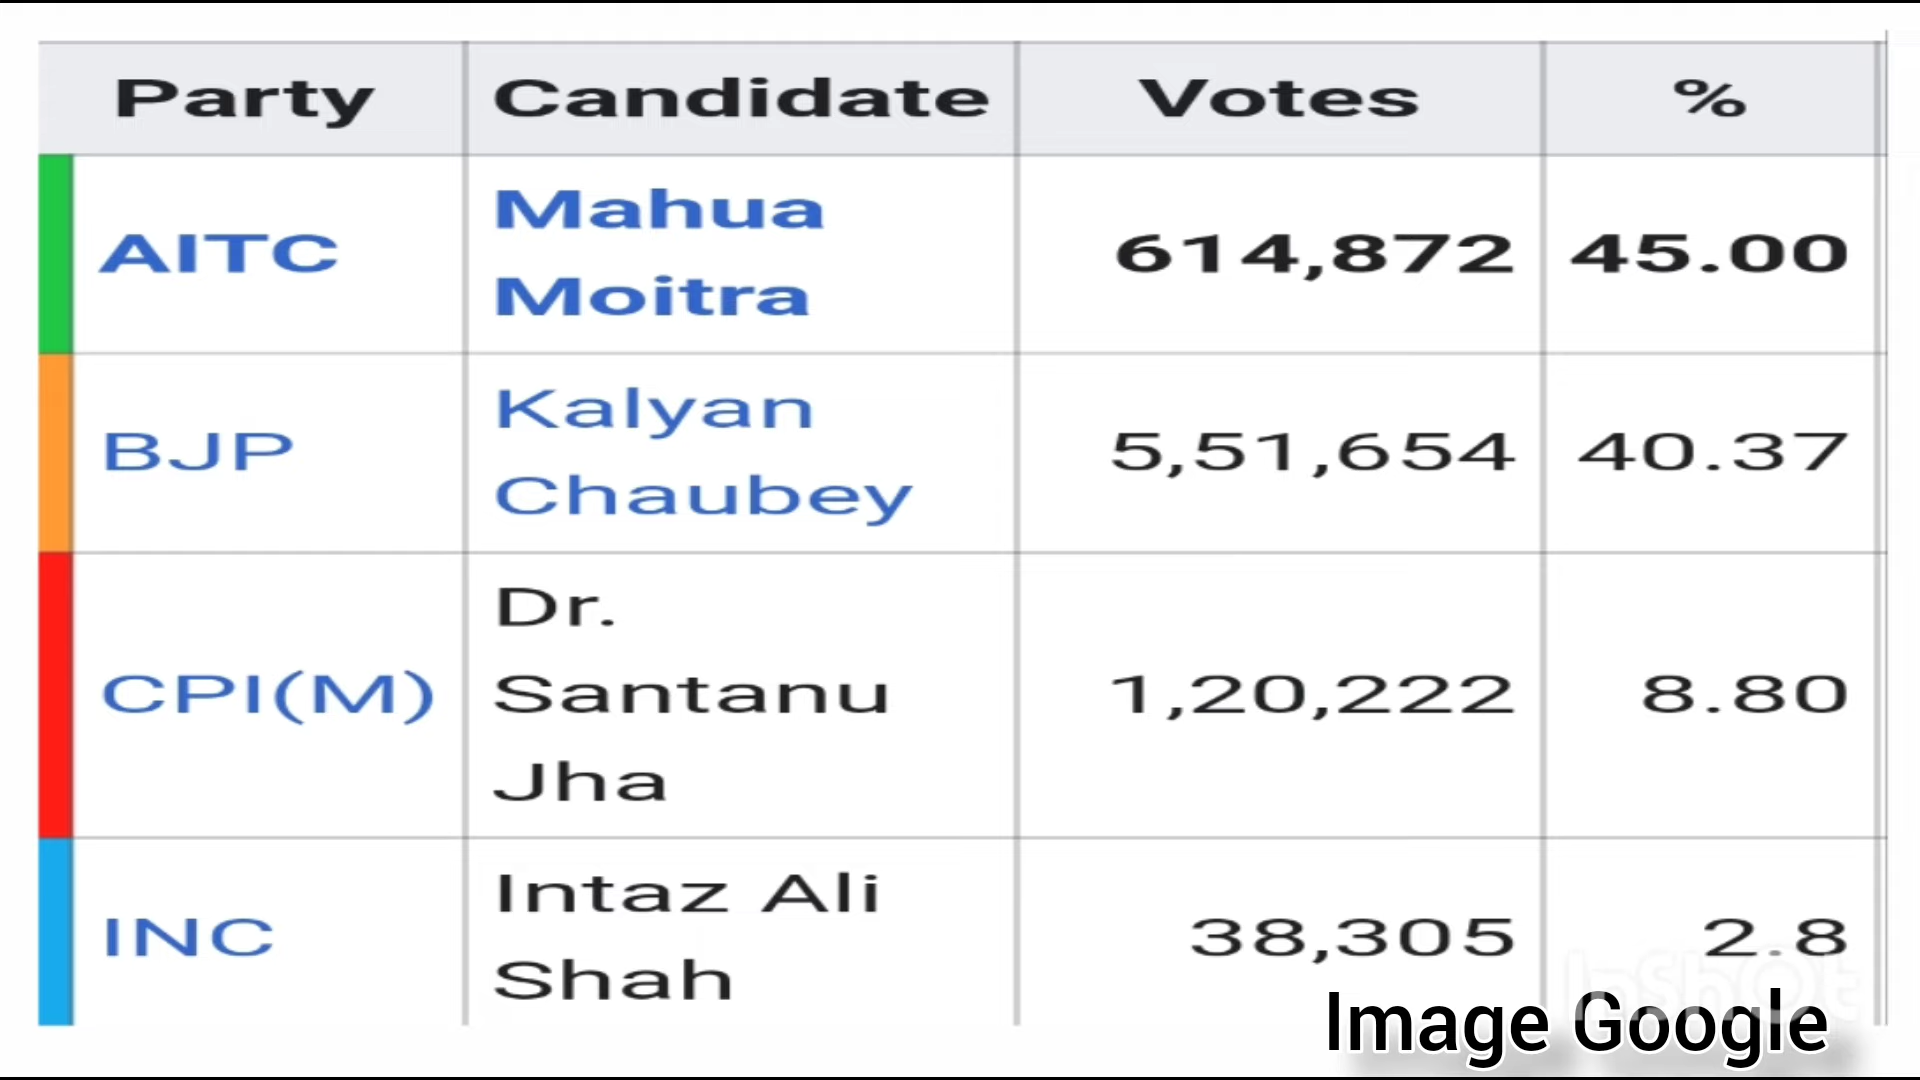 Party Candidate Votes %
AITC Mahua Moitra 614,872 45.00
BJP Kalyan Chaubey 5,51,654 40.37
CPI(M) Dr. Santanu Jha 1,20,222 8.80
INC Intaz Ali Shah 38,305 2.8
InShOt
Image Google